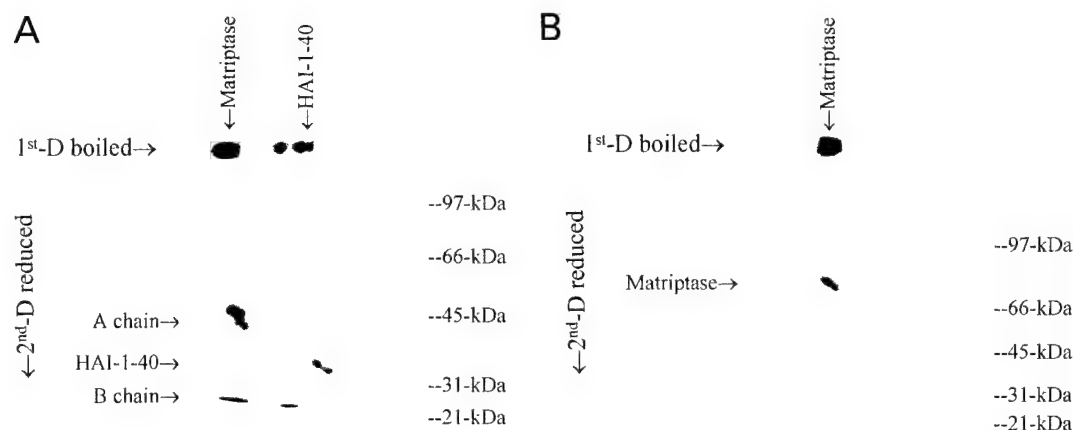 A
←Matriptase
←HAI-1-40
1st-D boiled→
←2nd-D reduced
--97-kDa
--66-kDa
A chain→
--45-kDa
HAI-1-40→
B chain→
--31-kDa
--21-kDa
B
←Matriptase
1st-D boiled→
←2nd-D reduced
--97-kDa
Matriptase→
--66-kDa
--45-kDa
--31-kDa
--21-kDa